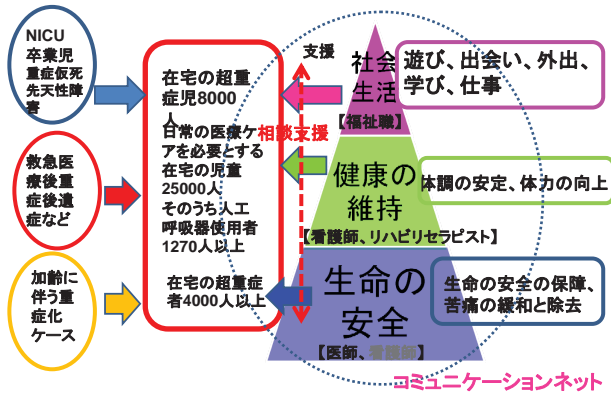 NICU
卒業児
重症仮死
先天性障
害
救急医
療後重
症後遺
症など
加齢に
伴う重
症化
ケース
在宅の超重
症児8000
人
日常の医療ケ
アを必要とする
在宅の児童
25000人
そのうち人工
呼吸器使用者
1270人以上
在宅の超重症
者4000人以上
支援
相談支援
社会
生活
【福祉職】
健康の
維持
【看護師、リハビリセラピスト】
生命の
安全
【医師、看護師】
遊び、出会い、外出、
学び、仕事
体調の安定、体力の向上
生命の安全の保障、
苦痛の緩和と除去
コミュニケーションネット